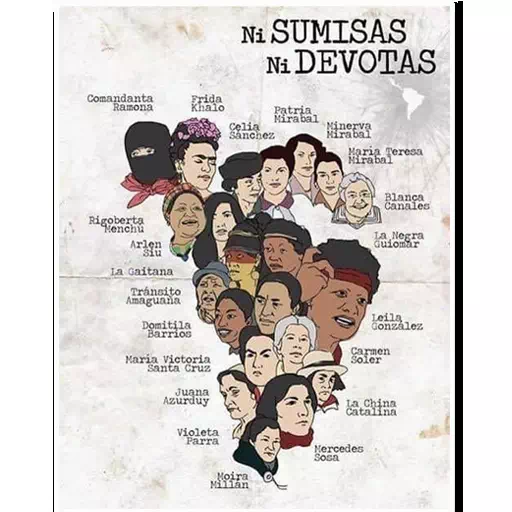 Ni SUMISAS
Ni DEVOTAS
Comandanta
Ramona
Frida
Khalo
Celia
Sánchez
Patria
Mirabal
Minerva
Mirabal
Maria Teresa
Mirabal
Blanca
Canales
Rigoberta
Menchú
Arlen
Siu
La Negra
Guiomar
La Gaitana
Tránsito
Amaguaña
Leila
González
Domitila
Barrios
Carmen
Soler
Maria Victoria
Santa Cruz
Juana
Azurduy
La China
Catalina
Violeta
Parra
Mercedes
Sosa
Moira
Millán